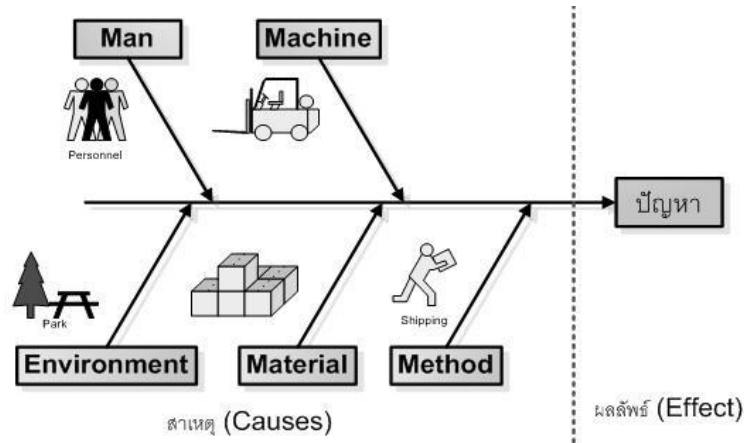 Man
Machine
Personnel
ปัญหา
Park
Shipping
Environment
Material
Method
สาเหตุ (Causes)
ผลลัพธ์ (Effect)